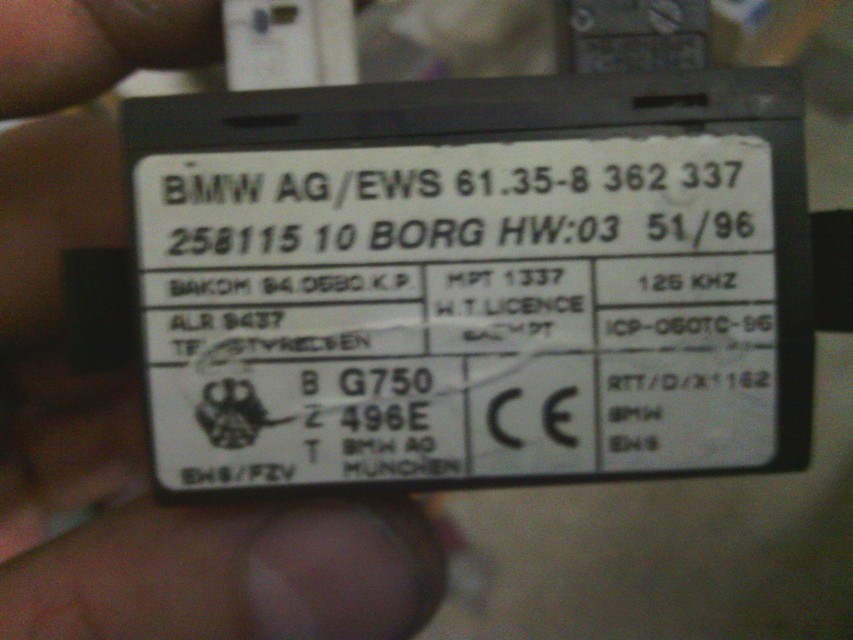 BMW AG/EWS 61.35-8 362 337
258115 10 BORG HW:03 51/96
BAKOM 94.0580.K.P.
MPT 1337
W.T.LICENCE
EXEMPT
125 KHZ
ALR 9437
TELESTYRELSEN
ICP-060TC-96
B G750
Z 496E
T BMW AG
MÜNCHEN
EWS/FZV
CE
RTT/D/X1162
BMW
EWS